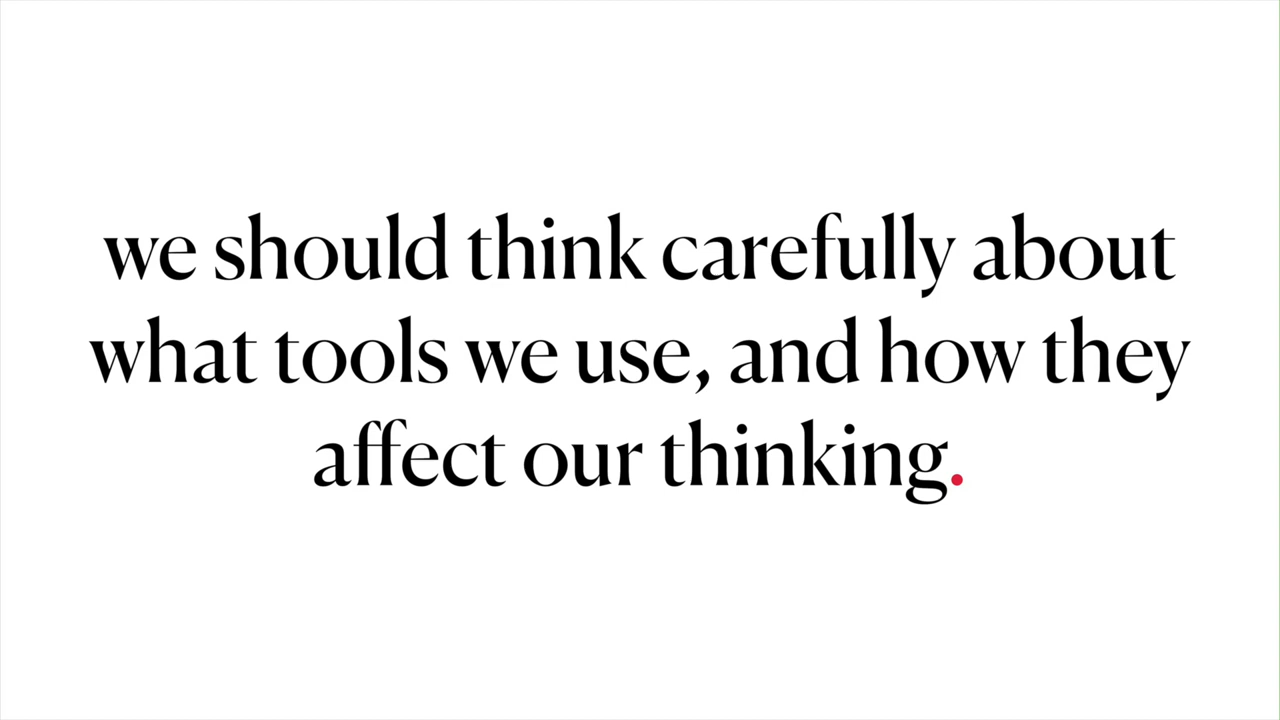 we should think carefully about
what tools we use, and how they
affect our thinking.